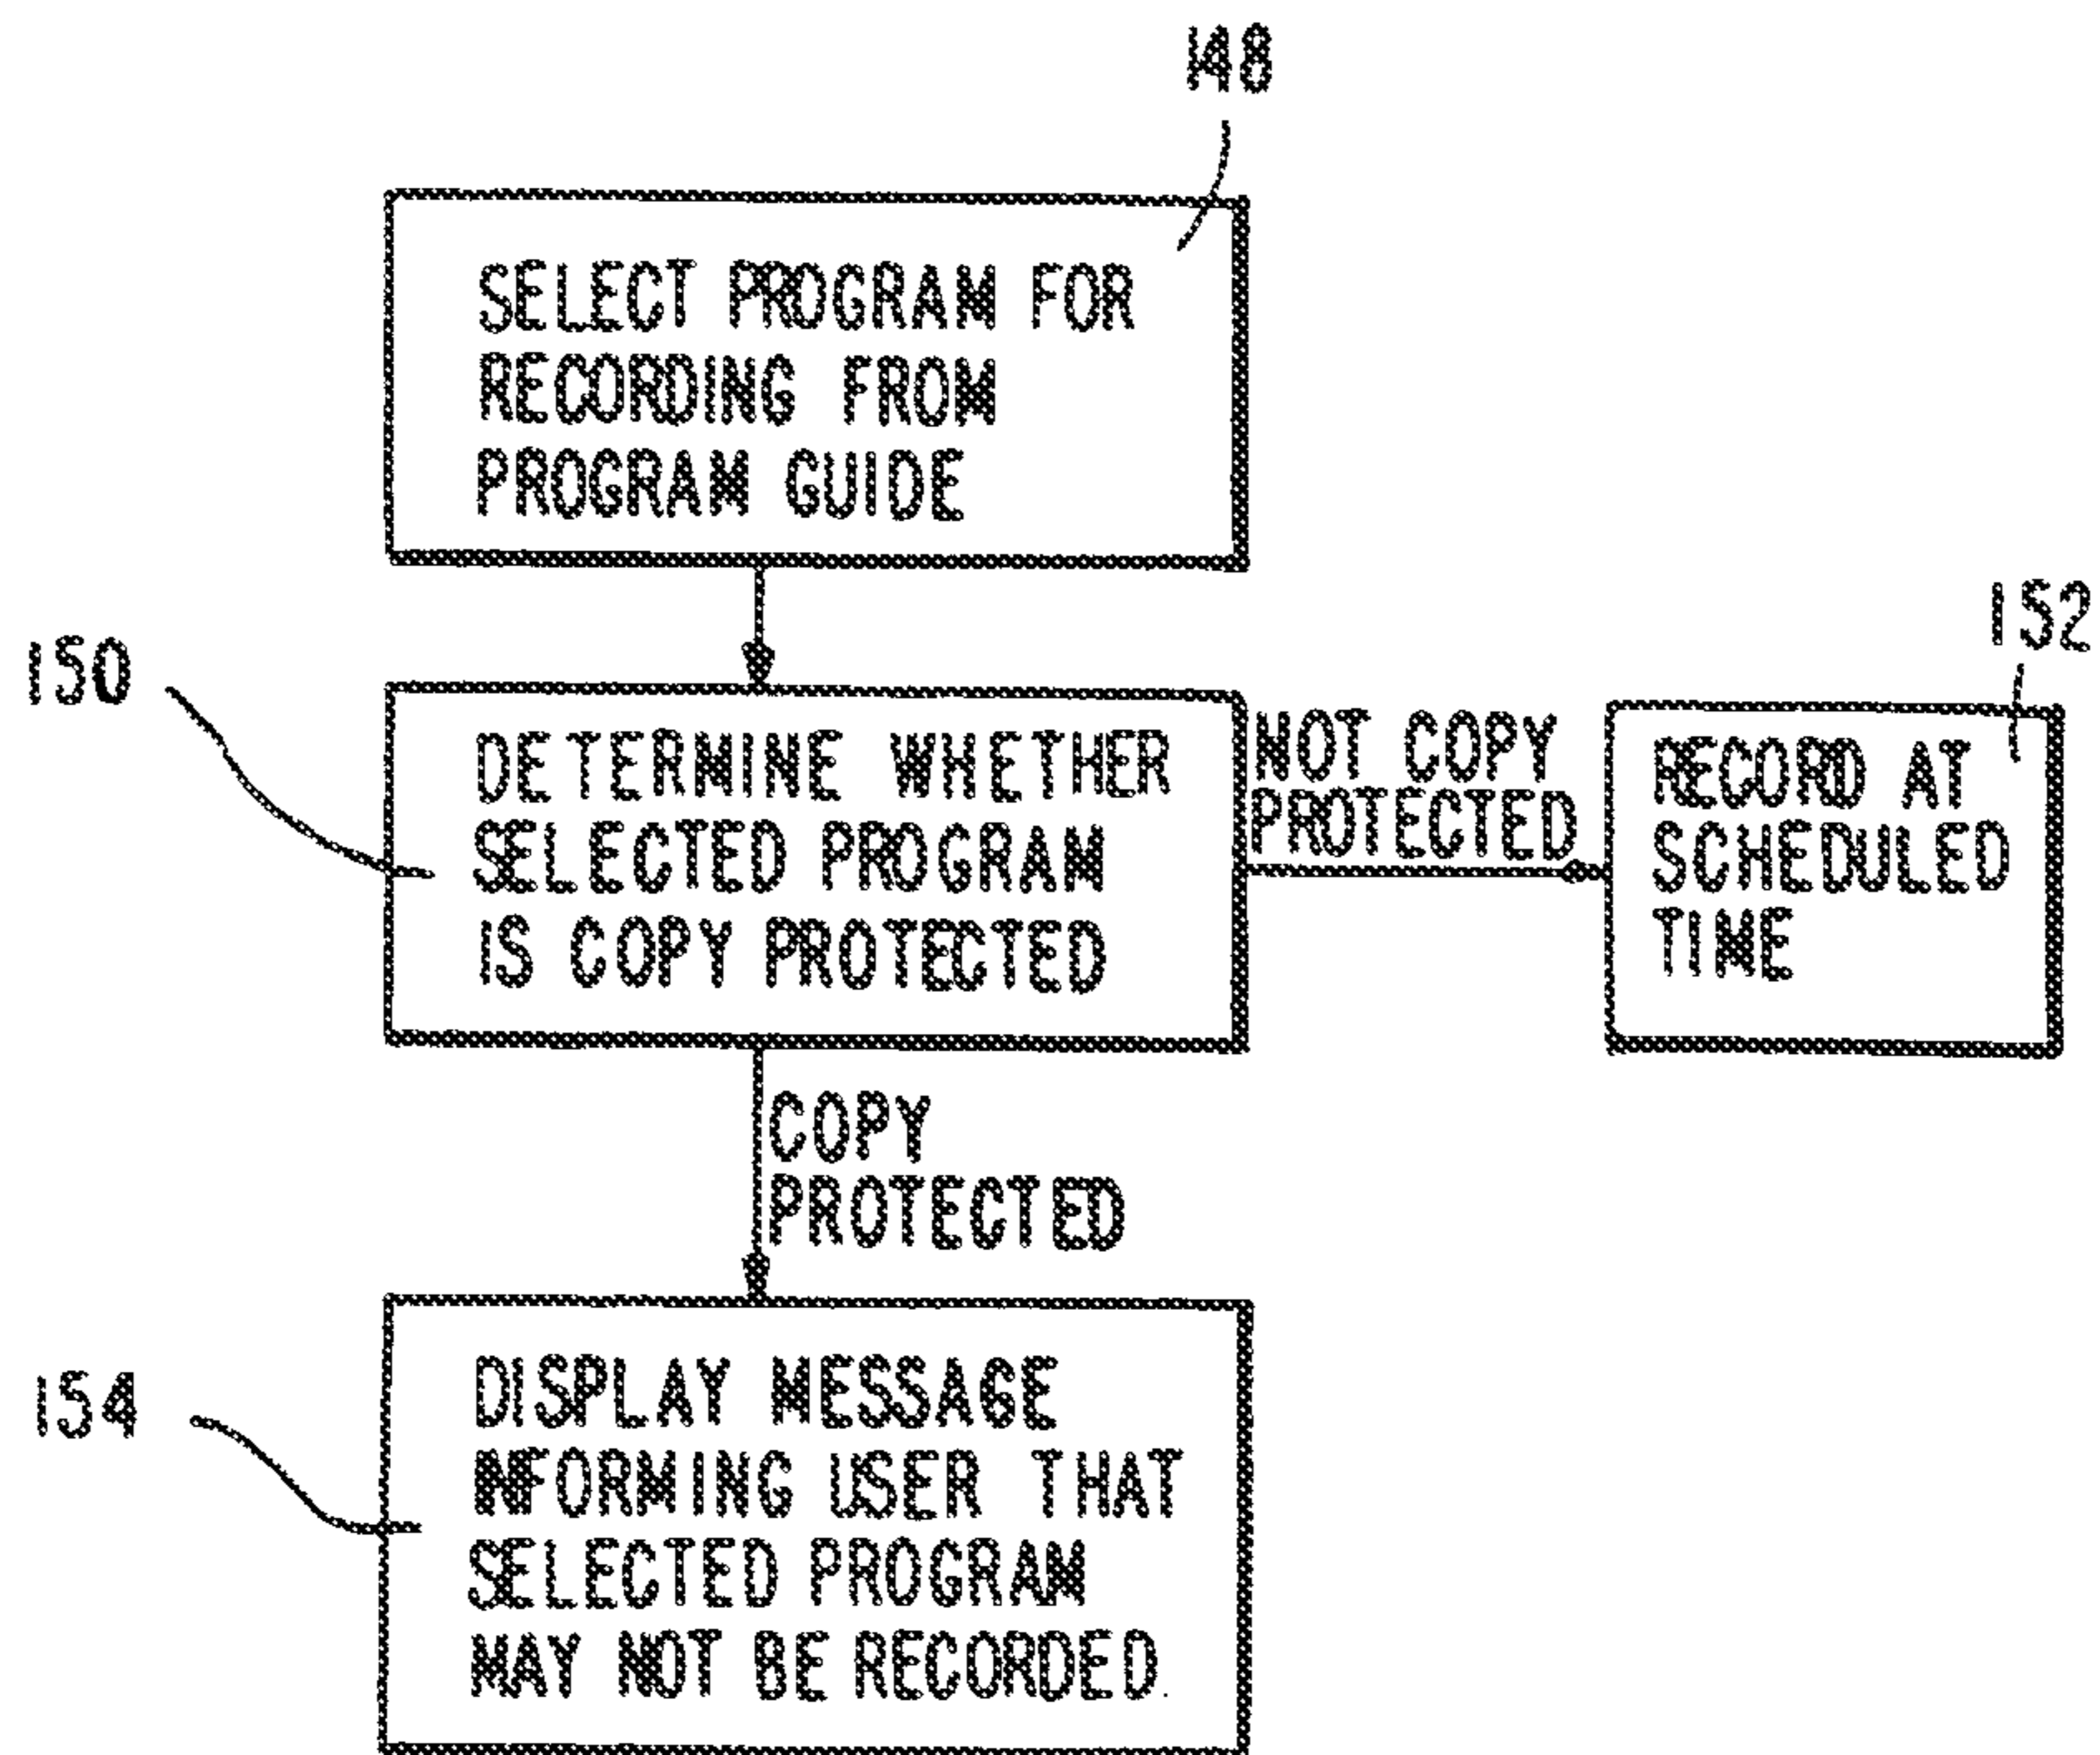 148
SELECT PROGRAM FOR
RECORDING FROM
PROGRAM GUIDE
150
DETERMINE WHETHER
SELECTED PROGRAM
IS COPY PROTECTED
NOT COPY
PROTECTED
152
RECORD AT
SCHEDULED
TIME
COPY
PROTECTED
154
DISPLAY MESSAGE
INFORMING USER THAT
SELECTED PROGRAM
MAY NOT BE RECORDED.